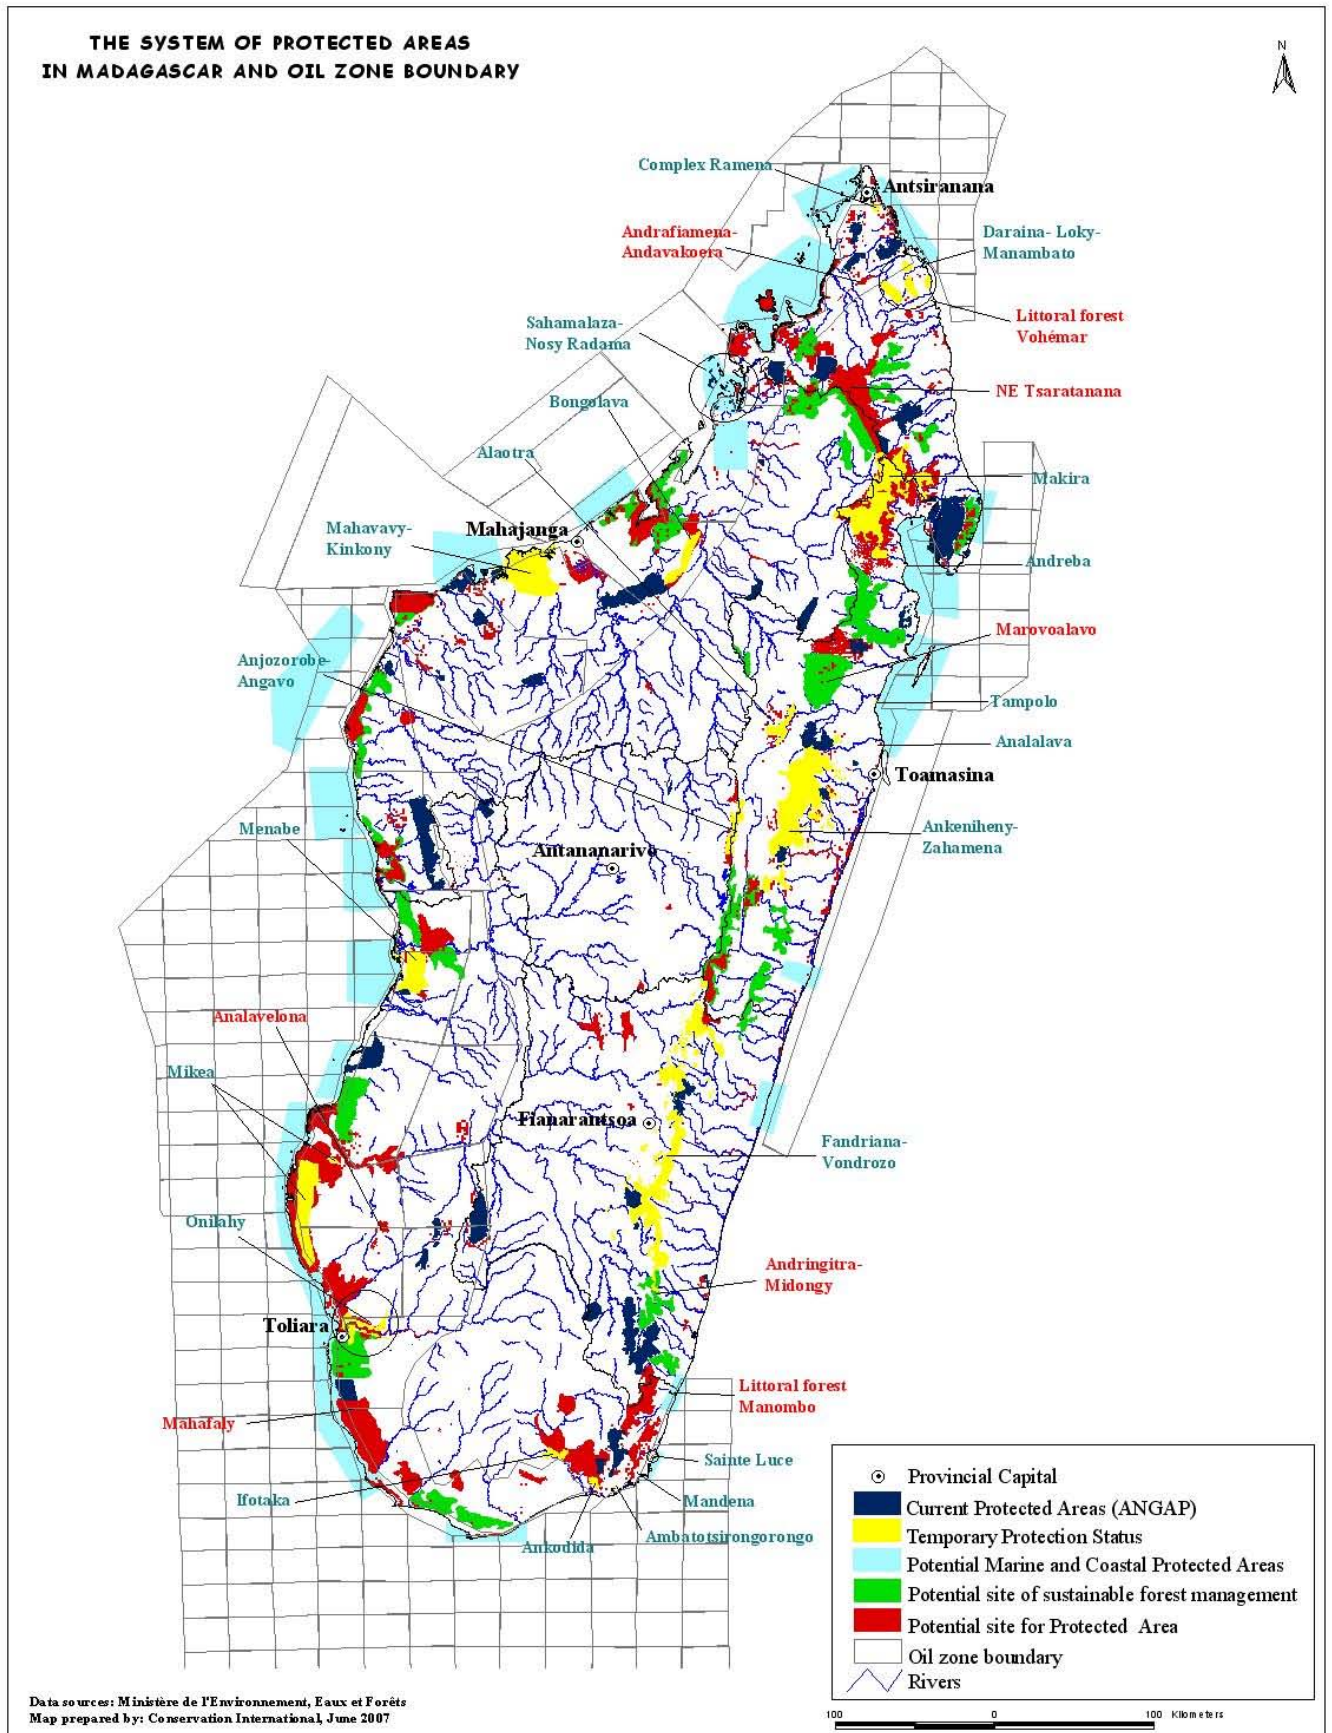 THE SYSTEM OF PROTECTED AREAS
IN MADAGASCAR AND OIL ZONE BOUNDARY
N
Complex Ramena
Antsiranana
Andrafiamena-
Andavakoera
Daraina- Loky-
Manambato
Sahamalaza-
Nosy Radama
Littoral forest
Vohémar
Bongolava
NE Tsaratanana
Alaotra
Makira
Mahavavy-
Kinkony
Mahajanga
Andreba
Marovoalavo
Anjozorobe-
Angavo
Tampolo
Analalava
Toamasina
Menabe
Ankeniheny-
Zahamena
Antananarivo
Analavelona
Mikea
Fianarantsoa
Fandriana-
Vondrozo
Onilahy
Andringitra-
Midongy
Toliara
Littoral forest
Manombo
Mahafaly
Sainte Luce
Ifotaka
Mandena
Ambatotsirongorongo
Ankodida
Provincial Capital
Current Protected Areas (ANGAP)
Temporary Protection Status
Potential Marine and Coastal Protected Areas
Potential site of sustainable forest management
Potential site for Protected Area
Oil zone boundary
Rivers
Data sources: Ministère de l'Environnement, Eaux et Forêts
Map prepared by: Conservation International, June 2007
100 0 100 Kilometers